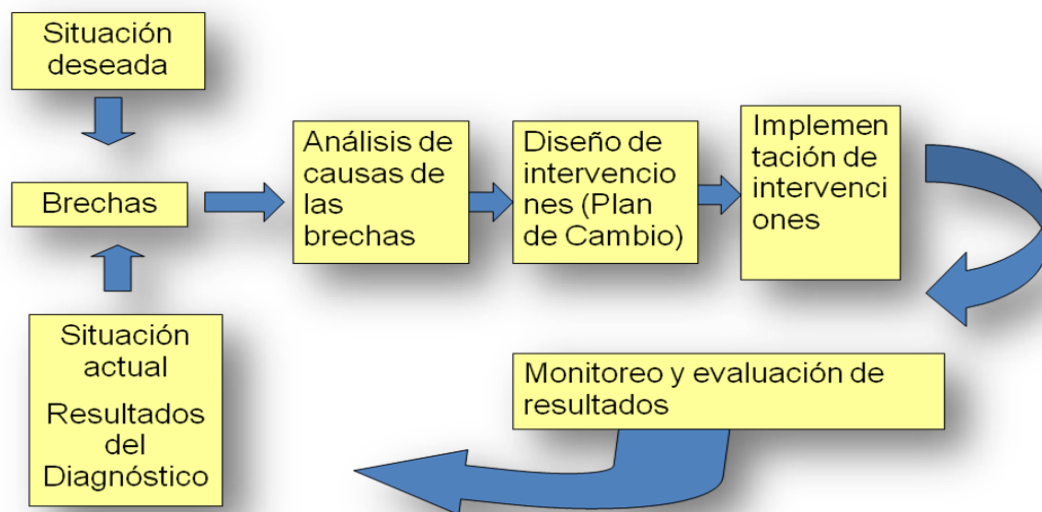 Situación
deseada
Brechas
Situación
actual
Resultados
del
Diagnóstico
Análisis de
causas de
las
brechas
Diseño de
intervencio
nes (Plan
de Cambio)
Implemen
tación de
intervenci
ones
Monitoreo y evaluación de
resultados